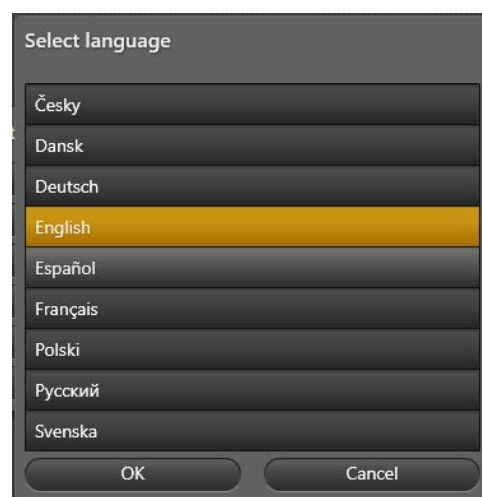 Select language
Česky
Dansk
Deutsch
English
Español
Français
Polski
Русский
Svenska
OK Cancel